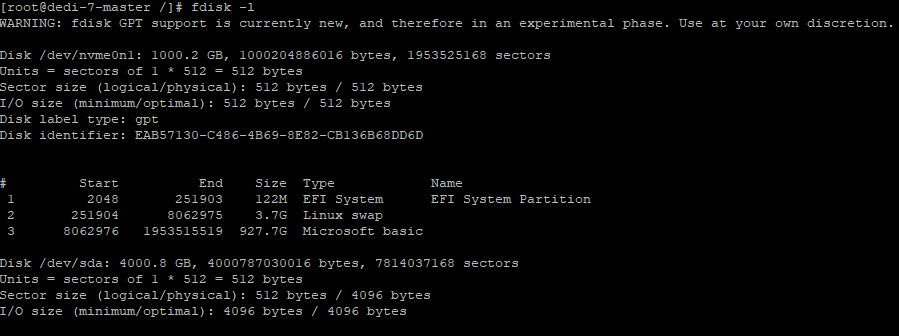 [root@dedi-7-master /]# fdisk -l
WARNING: fdisk GPT support is currently new, and therefore in an experimental phase. Use at your own discretion.
Disk /dev/nvme0n1: 1000.2 GB, 1000204886016 bytes, 1953525168 sectors
Units = sectors of 1 * 512 = 512 bytes
Sector size (logical/physical): 512 bytes / 512 bytes
I/O size (minimum/optimal): 512 bytes / 512 bytes
Disk label type: gpt
Disk identifier: EAB57130-C486-4B69-8E82-CB136B68DD6D
#         Start          End    Size  Type            Name
1         2048       251903    122M  EFI System      EFI System Partition
2       251904      8062975    3.7G  Linux swap
3      8062976   1953515519  927.7G  Microsoft basic
Disk /dev/sda: 4000.8 GB, 4000787030016 bytes, 7814037168 sectors
Units = sectors of 1 * 512 = 512 bytes
Sector size (logical/physical): 512 bytes / 4096 bytes
I/O size (minimum/optimal): 4096 bytes / 4096 bytes